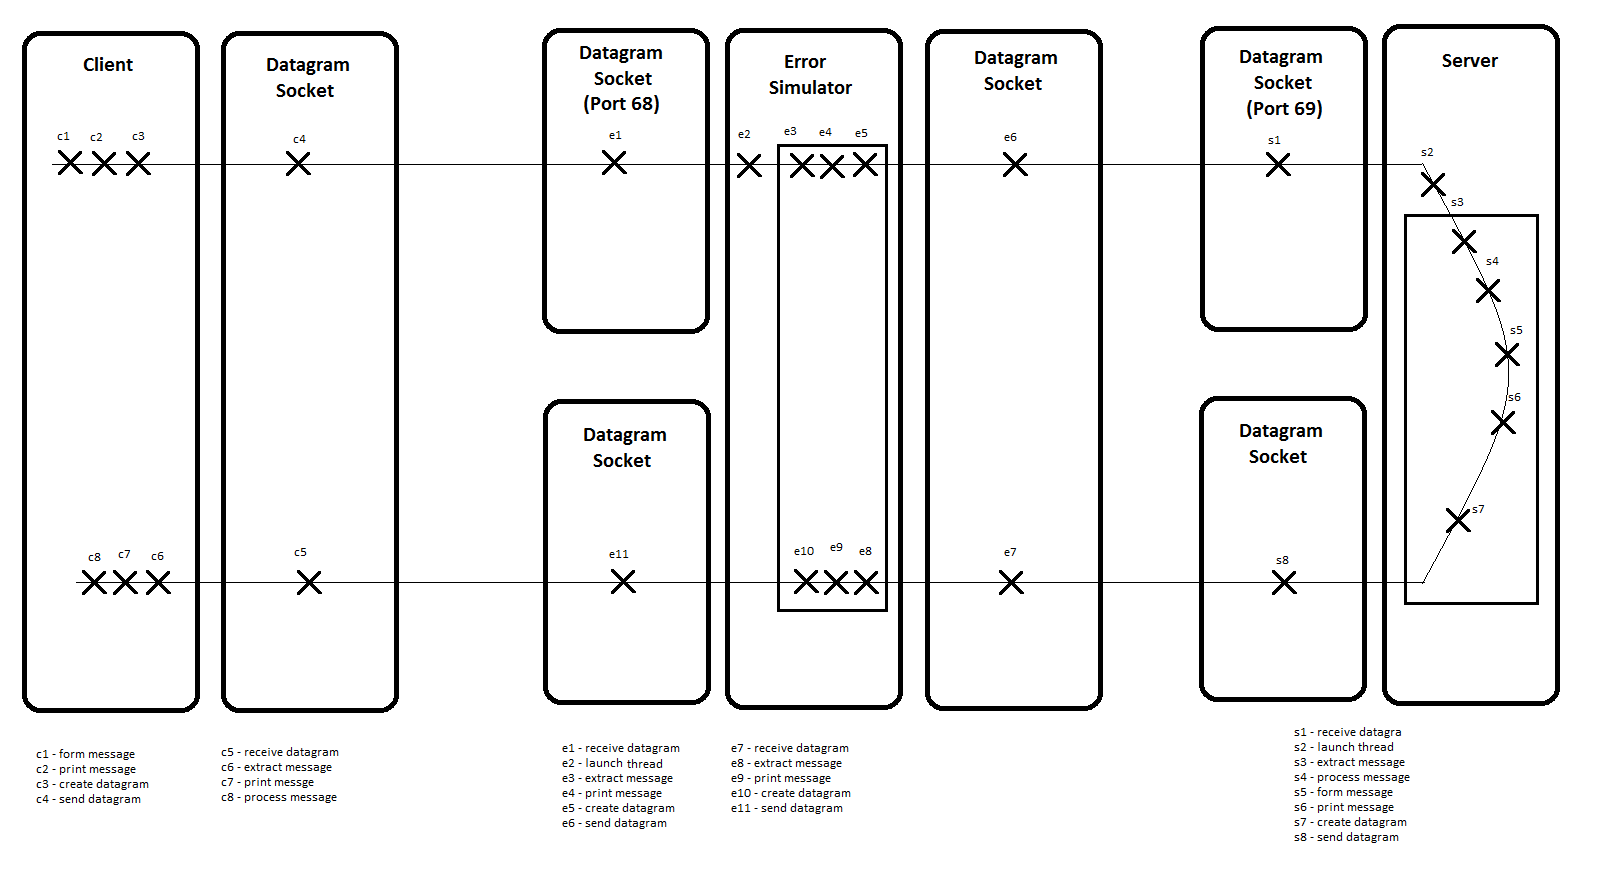 Client
Datagram
Socket
Datagram
Socket
(Port 68)
Error
Simulator
Datagram
Socket
Datagram
Socket
(Port 69)
Server
c1
c2
c3
c4
e1
e2
e3
e4
e5
e6
s1
s2
s3
s4
s5
s6
s7
Datagram
Socket
Datagram
Socket
c8
c7
c6
c5
e11
e10
e9
e8
e7
s8
c1 - form message
c2 - print message
c3 - create datagram
c4 - send datagram
c5 - receive datagram
c6 - extract message
c7 - print messge
c8 - process message
e1 - receive datagram
e2 - launch thread
e3 - extract message
e4 - print message
e5 - create datagram
e6 - send datagram
e7 - receive datagram
e8 - extract message
e9 - print message
e10 - create datagram
e11 - send datagram
s1 - receive datagra
s2 - launch thread
s3 - extract message
s4 - process message
s5 - form message
s6 - print message
s7 - create datagram
s8 - send datagram